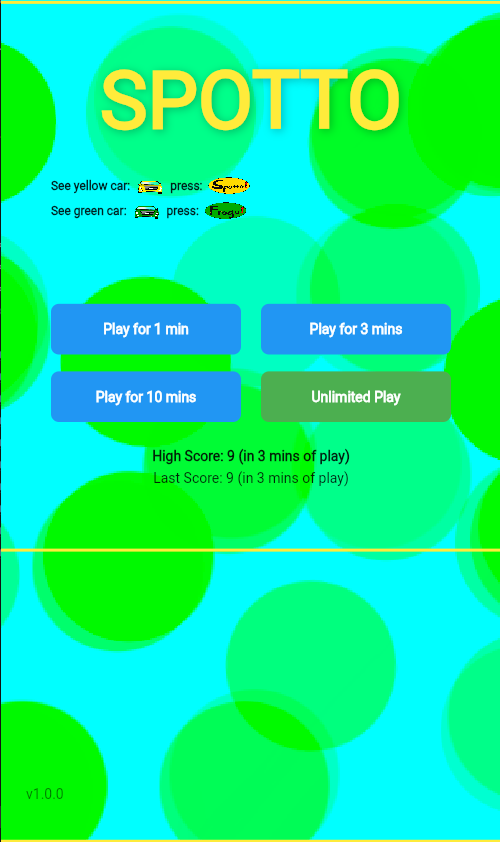 SPOTTO
See yellow car: press: Spotto!
See green car: press: Frogy!
Play for 1 min
Play for 3 mins
Play for 10 mins
Unlimited Play
High Score: 9 (in 3 mins of play)
Last Score: 9 (in 3 mins of play)
v1.0.0